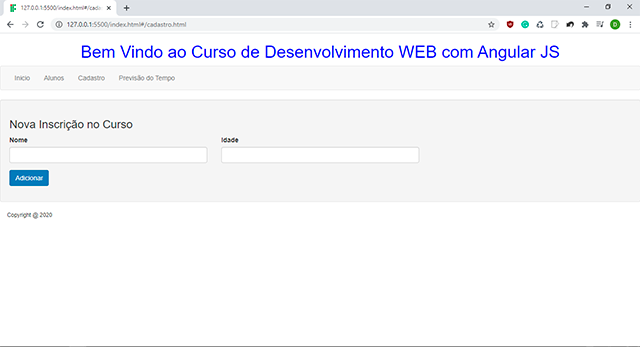 127.0.0.1:5500/index.html#/cada
127.0.0.1:5500/index.html#/cadastro.html
Bem Vindo ao Curso de Desenvolvimento WEB com Angular JS
Inicio Alunos Cadastro Previsão do Tempo
Nova Inscrição no Curso
Nome Idade
Adicionar
Copyright @ 2020